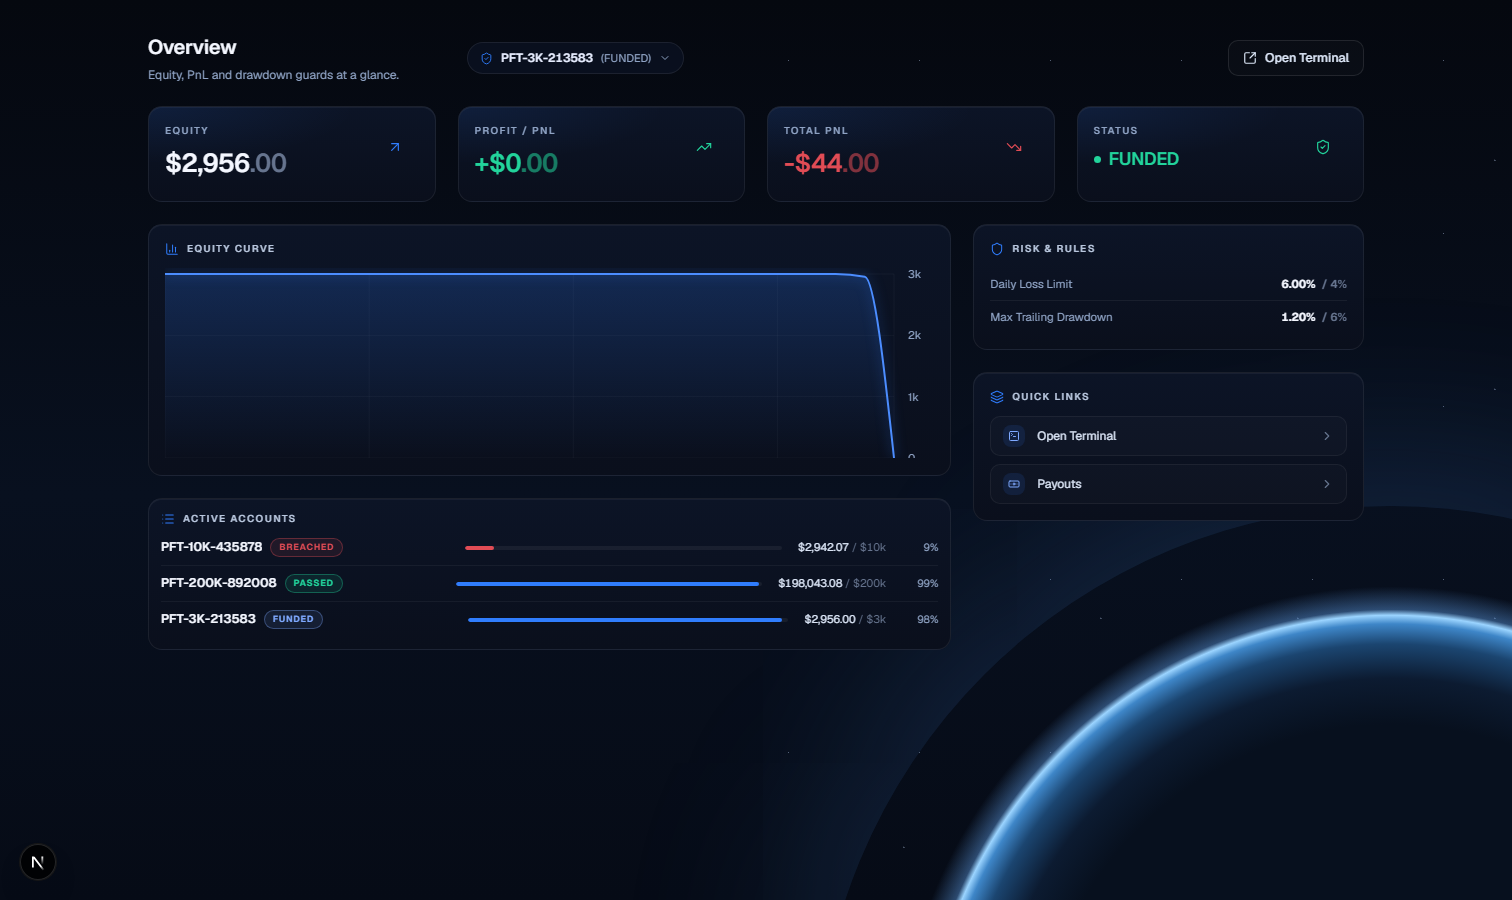 Overview
Equity, PnL and drawdown guards at a glance.
PFT-3K-213583 (FUNDED)
Open Terminal
EQUITY
$2,956.00
PROFIT / PNL
+$0.00
TOTAL PNL
-$44.00
STATUS
FUNDED
EQUITY CURVE
3k
2k
1k
0
RISK & RULES
Daily Loss Limit 6.00% / 4%
Max Trailing Drawdown 1.20% / 6%
QUICK LINKS
Open Terminal
Payouts
ACTIVE ACCOUNTS
PFT-10K-435878 BREACHED $2,942.07 / $10k 9%
PFT-200K-892008 PASSED $198,043.08 / $200k 99%
PFT-3K-213583 FUNDED $2,956.00 / $3k 98%
N